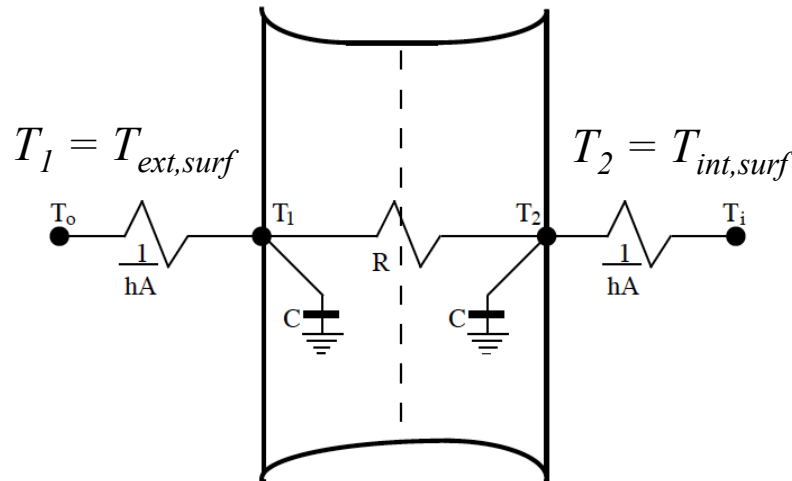 T1 = Text,surf
T2 = Tint,surf
To
T1
T2
Ti
1
hA
R
1
hA
C
C